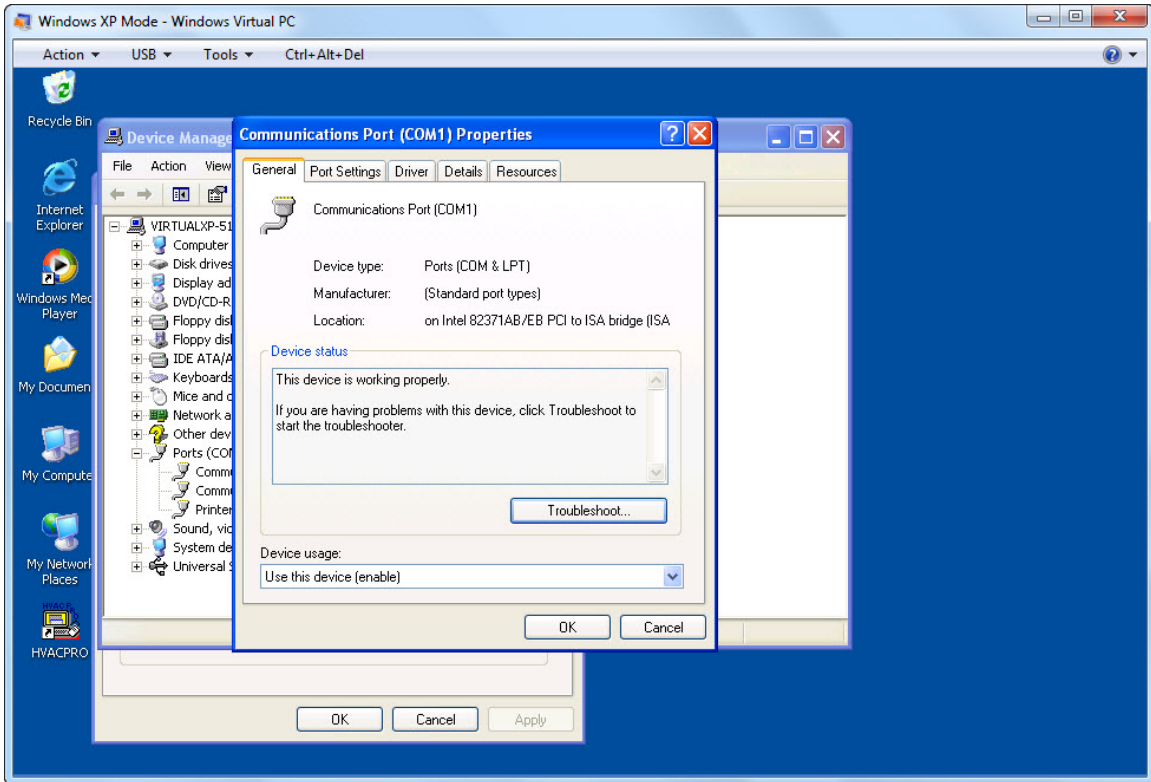 Windows XP Mode - Windows Virtual PC
Action USB Tools Ctrl+Alt+Del
Recycle Bin
Internet
Explorer
Windows Med
Player
My Documen
My Compute
My Network
Places
HVACPRO
Device Manage
File Action View
VIRTUALXP-51
Computer
Disk drives
Display ad
DVD/CD-R
Floppy disk
Floppy disk
IDE ATA/A
Keyboards
Mice and o
Network a
Other dev
Ports (COM
Commu
Commu
Printer
Sound, vid
System de
Universal S
Communications Port (COM1) Properties
General Port Settings Driver Details Resources
Communications Port (COM1)
Device type: Ports (COM & LPT)
Manufacturer: (Standard port types)
Location: on Intel 82371AB/EB PCI to ISA bridge (ISA
Device status
This device is working properly.
If you are having problems with this device, click Troubleshoot to
start the troubleshooter.
Troubleshoot...
Device usage:
Use this device (enable)
OK Cancel
OK Cancel Apply